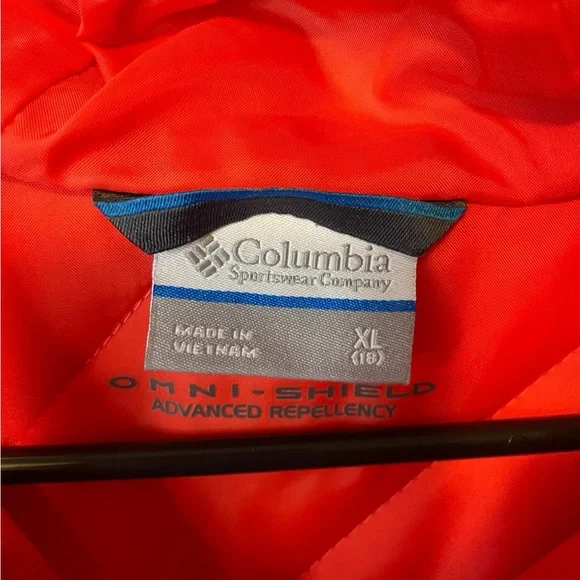 Columbia
Sportswear Company
MADE IN
VIETNAM
XL
(18)
OMNI-SHIELD
ADVANCED REPELLENCY